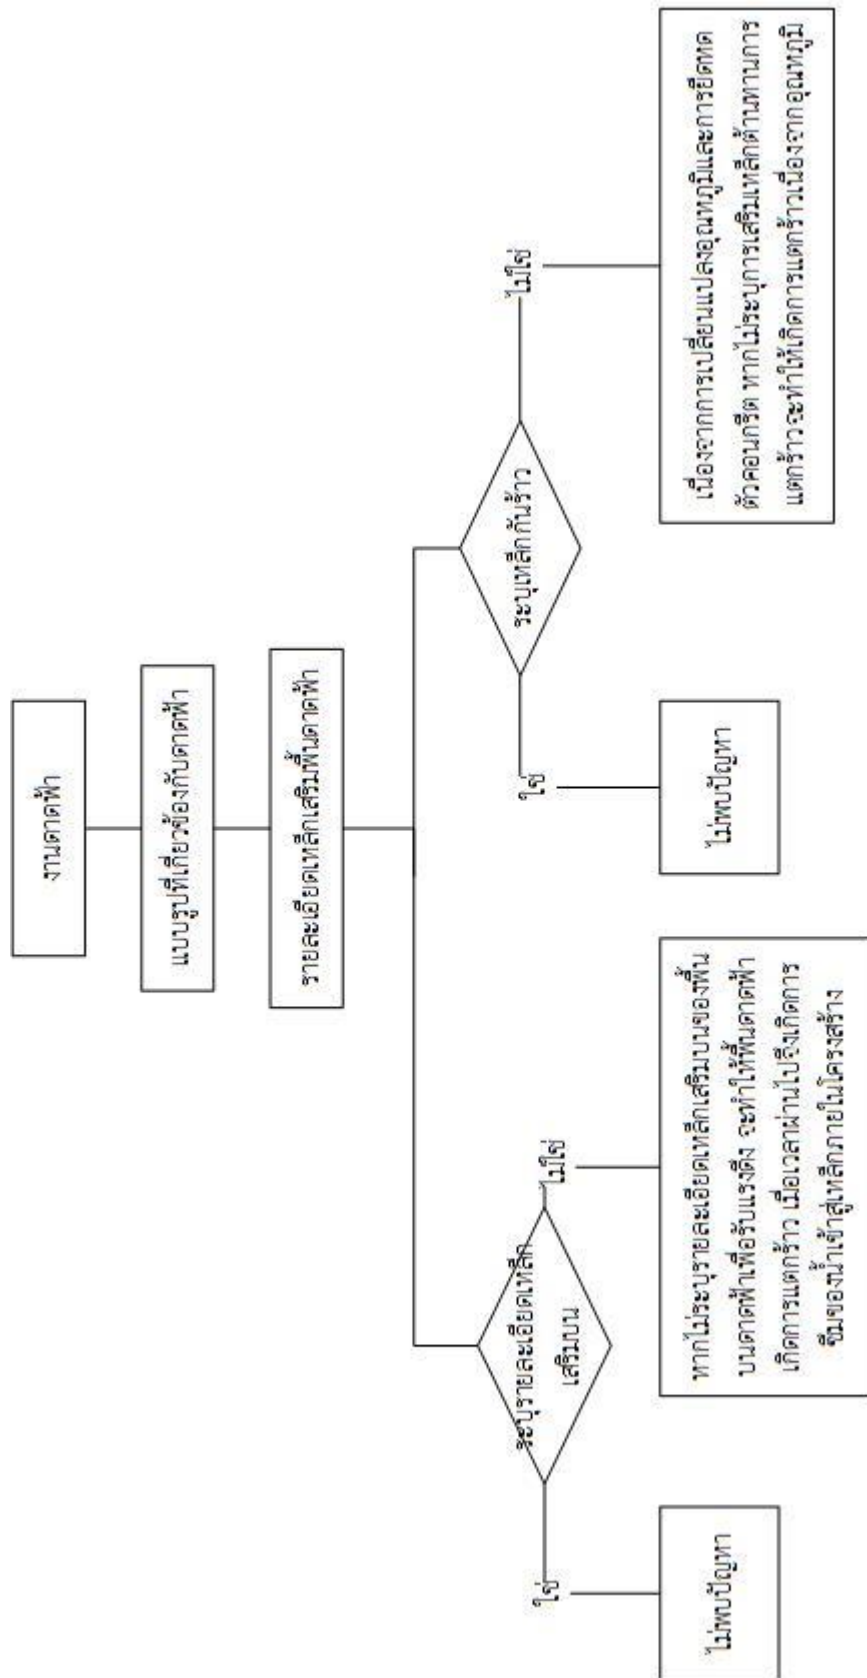 งานดาดฟ้า
แบบรูปที่เกี่ยวข้องกับดาดฟ้า
รายละเอียดเหล็กเสริมพื้นดาดฟ้า
ระบุรายละเอียดเหล็ก
เสริมบน
ระบุเหล็กกันร้าว
ใช่
ไม่ใช่
ใช่
ไม่ใช่
ไม่พบปัญหา
หากไม่ระบุรายละเอียดเหล็กเสริมบนของพื้น
บนดาดฟ้าเพื่อรับแรงดึง จะทำให้พื้นดาดฟ้า
เกิดการแตกร้าว เมื่อเวลาผ่านไปจึงเกิดการ
ซึมของน้ำเข้าสู่เหล็กภายในโครงสร้าง
ไม่พบปัญหา
เนื่องจากการเปลี่ยนแปลงอุณหภูมิและการยืดหด
ตัวคอนกรีต หากไม่ระบุการเสริมเหล็กต้านทานการ
แตกร้าวจะทำให้เกิดการแตกร้าวเนื่องจากอุณหภูมิ